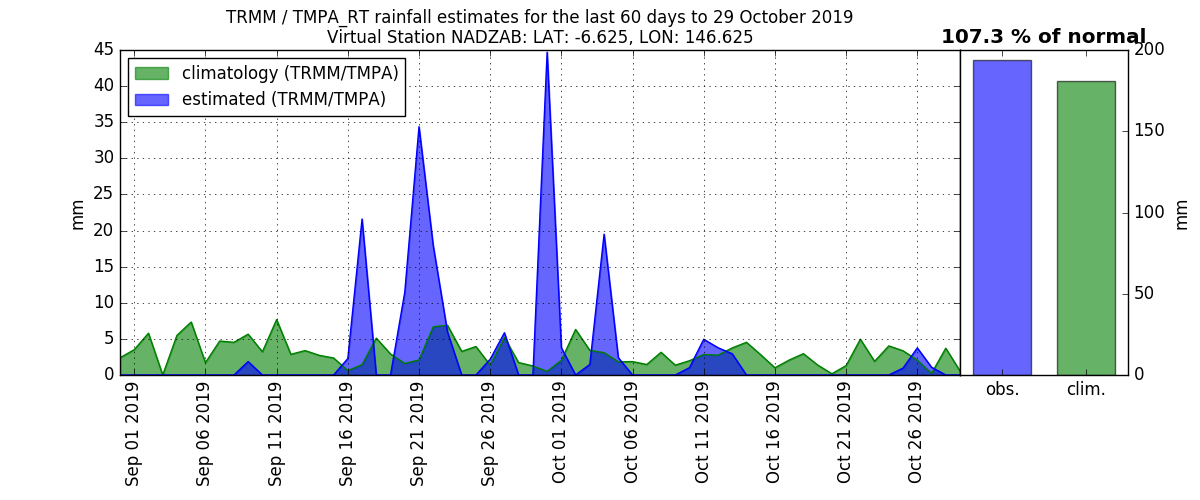 TRMM / TMPA_RT rainfall estimates for the last 60 days to 29 October 2019
Virtual Station NADZAB: LAT: -6.625, LON: 146.625
107.3 % of normal
climatology (TRMM/TMPA)
estimated (TRMM/TMPA)
mm
45
40
35
30
25
20
15
10
5
0
Sep 01 2019
Sep 06 2019
Sep 11 2019
Sep 16 2019
Sep 21 2019
Sep 26 2019
Oct 01 2019
Oct 06 2019
Oct 11 2019
Oct 16 2019
Oct 21 2019
Oct 26 2019
obs.
clim.
200
150
100
50
0
mm